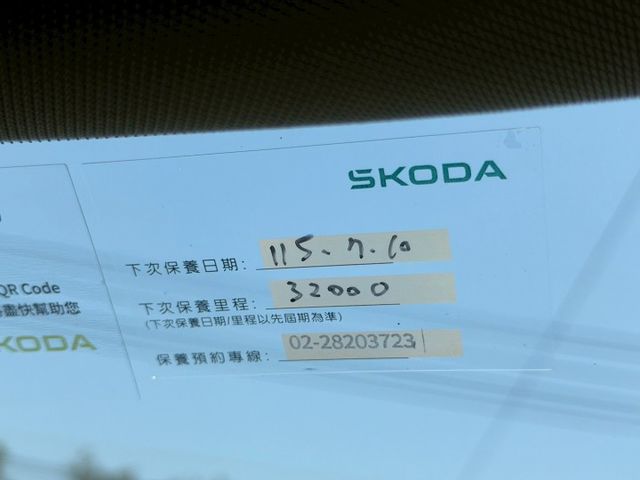 SKODA
下次保養日期：115.7.10
下次保養里程：32000
(下次保養日期/里程以先屆期為準)
保養預約專線：02-28203723
QR Code
盡快幫助您
SKODA